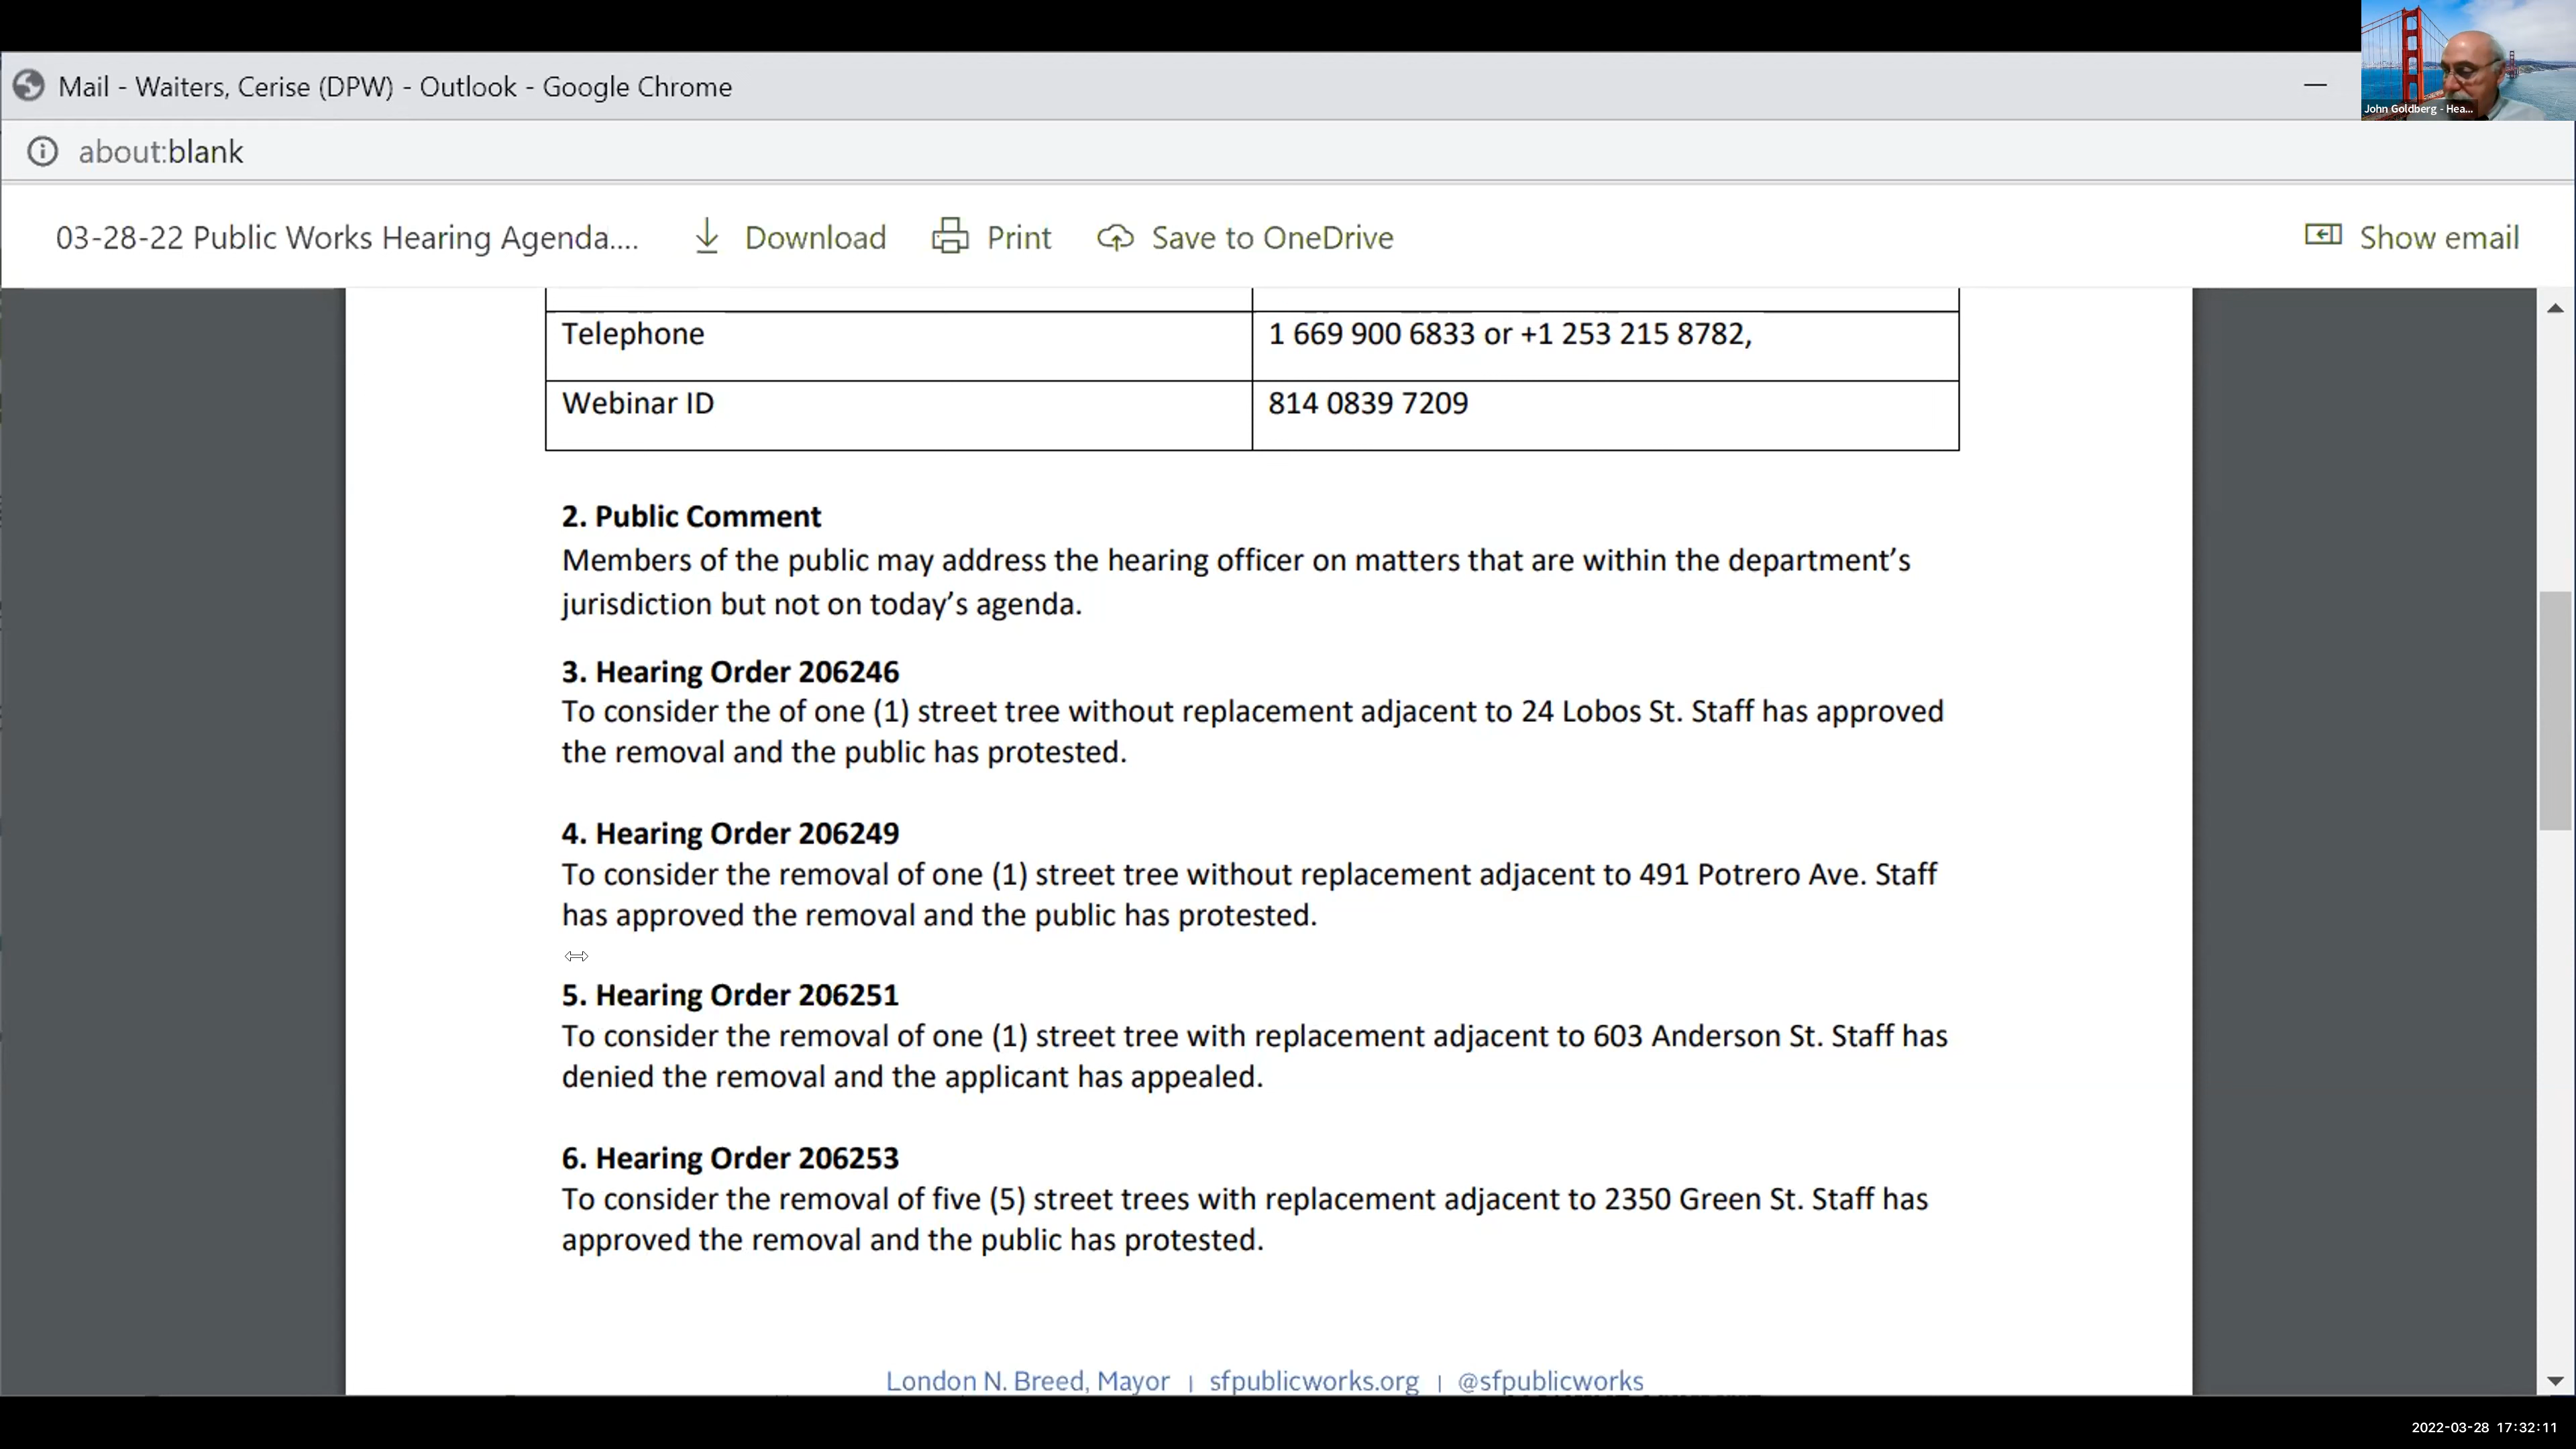 John Goldberg - Hea...
Mail - Waiters, Cerise (DPW) - Outlook - Google Chrome
about:blank
03-28-22 Public Works Hearing Agenda....
Download
Print
Save to OneDrive
Show email
Telephone
1 669 900 6833 or +1 253 215 8782,
Webinar ID
814 0839 7209
2. Public Comment
Members of the public may address the hearing officer on matters that are within the department’s
jurisdiction but not on today’s agenda.
3. Hearing Order 206246
To consider the of one (1) street tree without replacement adjacent to 24 Lobos St. Staff has approved
the removal and the public has protested.
4. Hearing Order 206249
To consider the removal of one (1) street tree without replacement adjacent to 491 Potrero Ave. Staff
has approved the removal and the public has protested.
5. Hearing Order 206251
To consider the removal of one (1) street tree with replacement adjacent to 603 Anderson St. Staff has
denied the removal and the applicant has appealed.
6. Hearing Order 206253
To consider the removal of five (5) street trees with replacement adjacent to 2350 Green St. Staff has
approved the removal and the public has protested.
London N. Breed, Mayor | sfpublicworks.org | @sfpublicworks
2022-03-28 17:32:11